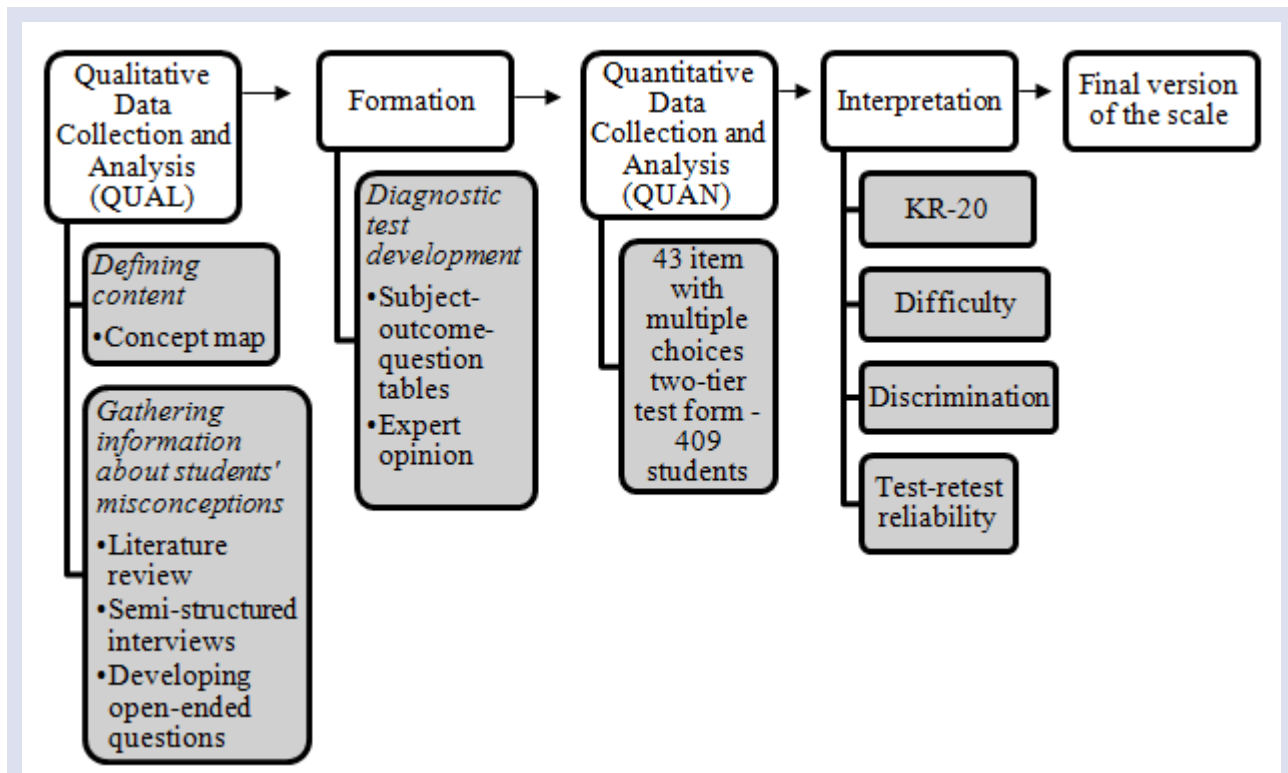 Qualitative
Data
Collection and
Analysis
(QUAL)
Defining
content
•Concept map
Gathering
information
about students'
misconceptions
•Literature
review
•Semi-structured
interviews
•Developing
open-ended
questions
Formation
Diagnostic
test
development
•Subject-
outcome-
question
tables
•Expert
opinion
Quantitative
Data
Collection and
Analysis
(QUAN)
43 item
with
multiple
choices
two-tier
test form -
409
students
Interpretation
KR-20
Difficulty
Discrimination
Test-retest
reliability
Final version
of the scale